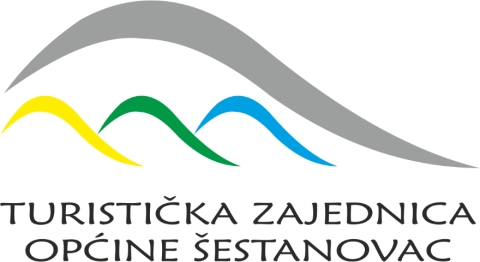 TURISTIČKA ZAJEDNICA
OPĆINE ŠESTANOVAC